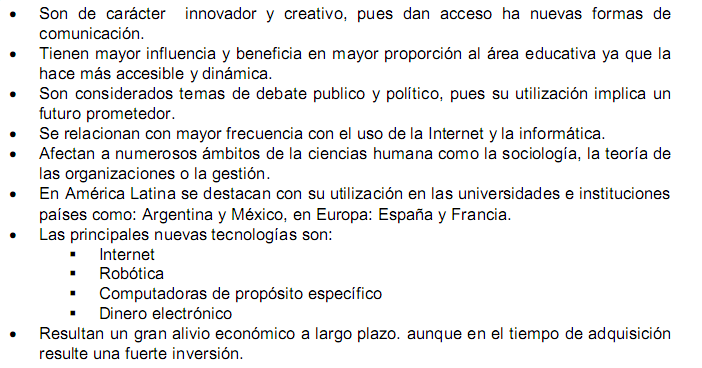 • Son de carácter innovador y creativo, pues dan acceso ha nuevas formas de
comunicación.
• Tienen mayor influencia y beneficia en mayor proporción al área educativa ya que la
hace más accesible y dinámica.
• Son considerados temas de debate publico y político, pues su utilización implica un
futuro prometedor.
• Se relacionan con mayor frecuencia con el uso de la Internet y la informática.
• Afectan a numerosos ámbitos de la ciencias humana como la sociología, la teoría de
las organizaciones o la gestión.
• En América Latina se destacan con su utilización en las universidades e instituciones
países como: Argentina y México, en Europa: España y Francia.
• Las principales nuevas tecnologías son:
▪ Internet
▪ Robótica
▪ Computadoras de propósito específico
▪ Dinero electrónico
• Resultan un gran alivio económico a largo plazo. aunque en el tiempo de adquisición
resulte una fuerte inversión.